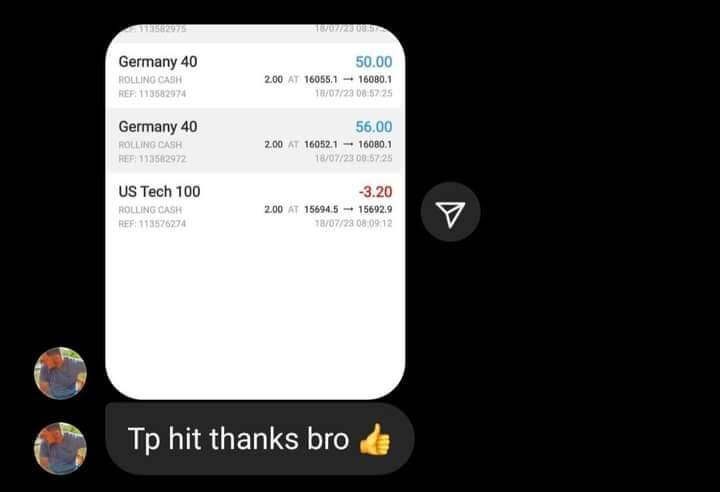 REF: 113582975 18/07/23 08:57:25
Germany 40 50.00
ROLLING CASH 2.00 AT 16055.1 → 16080.1
REF: 113582974 18/07/23 08:57:25
Germany 40 56.00
ROLLING CASH 2.00 AT 16052.1 → 16080.1
REF: 113582972 18/07/23 08:57:25
US Tech 100 -3.20
ROLLING CASH 2.00 AT 15694.5 → 15692.9
REF: 113576274 18/07/23 08:09:12
Tp hit thanks bro 👍